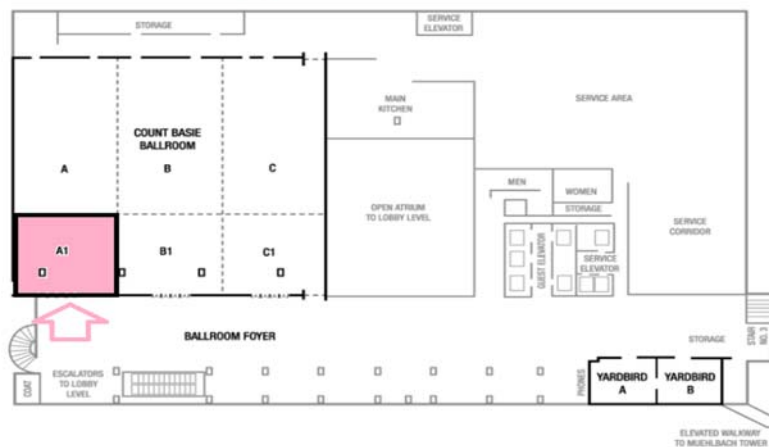 STORAGE
SERVICE
ELEVATOR
MAIN
KITCHEN
SERVICE AREA
COUNT BASIE
BALLROOM
A
B
C
MEN
WOMEN
STORAGE
OPEN ATRIUM
TO LOBBY LEVEL
SERVICE
CORRIDOR
A1
B1
C1
GUEST ELEVATOR
SERVICE
ELEVATOR
BALLROOM FOYER
STORAGE
STAIR
NO. 3
COAT
ESCALATORS
TO LOBBY
LEVEL
PHONES
YARDBIRD
A
YARDBIRD
B
ELEVATED WALKWAY
TO MUEHLBACH TOWER